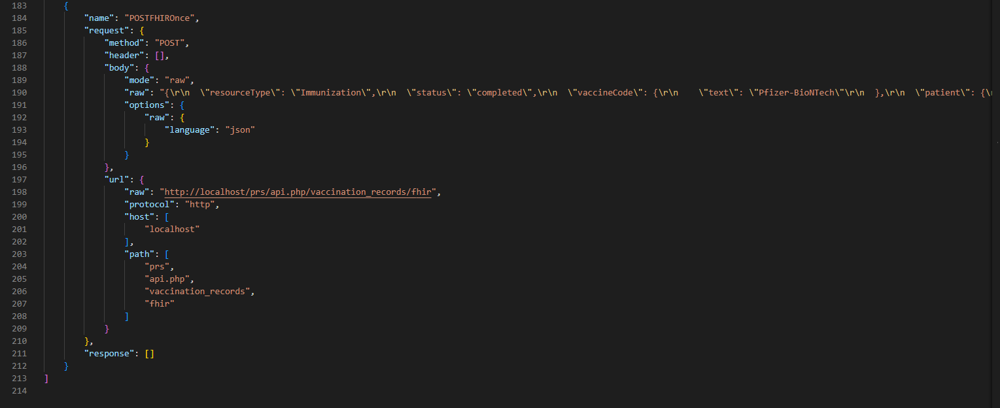 183 {
184 "name": "POSTFHIROnce",
185 "request": {
186 "method": "POST",
187 "header": [],
188 "body": {
189 "mode": "raw",
190 "raw": "{\r\n  \"resourceType\": \"Immunization\",\r\n  \"status\": \"completed\",\r\n  \"vaccineCode\": {\r\n    \"text\": \"Pfizer-BioNTech\"\r\n  },\r\n  \"patient\": {\
191 "options": {
192 "raw": {
193 "language": "json"
194 }
195 }
196 },
197 "url": {
198 "raw": "http://localhost/prs/api.php/vaccination_records/fhir",
199 "protocol": "http",
200 "host": [
201 "localhost"
202 ],
203 "path": [
204 "prs",
205 "api.php",
206 "vaccination_records",
207 "fhir"
208 ]
209 }
210 },
211 "response": []
212 }
213 ]
214